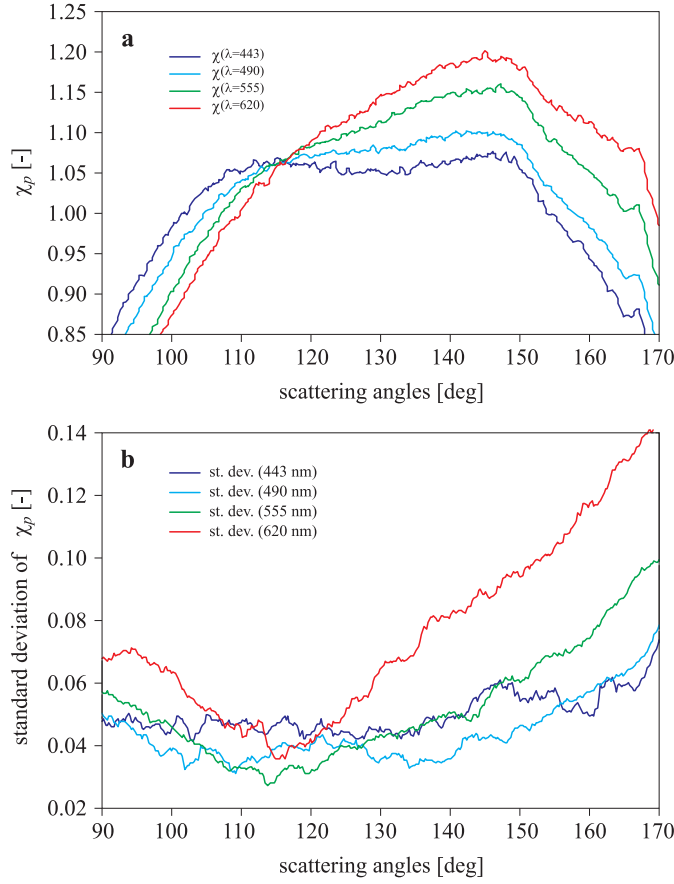 a
1.25
1.20
1.15
1.10
1.05
1.00
0.95
0.90
0.85
χp [-]
χ(λ=443)
χ(λ=490)
χ(λ=555)
χ(λ=620)
90 100 110 120 130 140 150 160 170
scattering angles [deg]
b
0.14
0.12
0.10
0.08
0.06
0.04
0.02
standard deviation of χp [-]
st. dev. (443 nm)
st. dev. (490 nm)
st. dev. (555 nm)
st. dev. (620 nm)
90 100 110 120 130 140 150 160 170
scattering angles [deg]